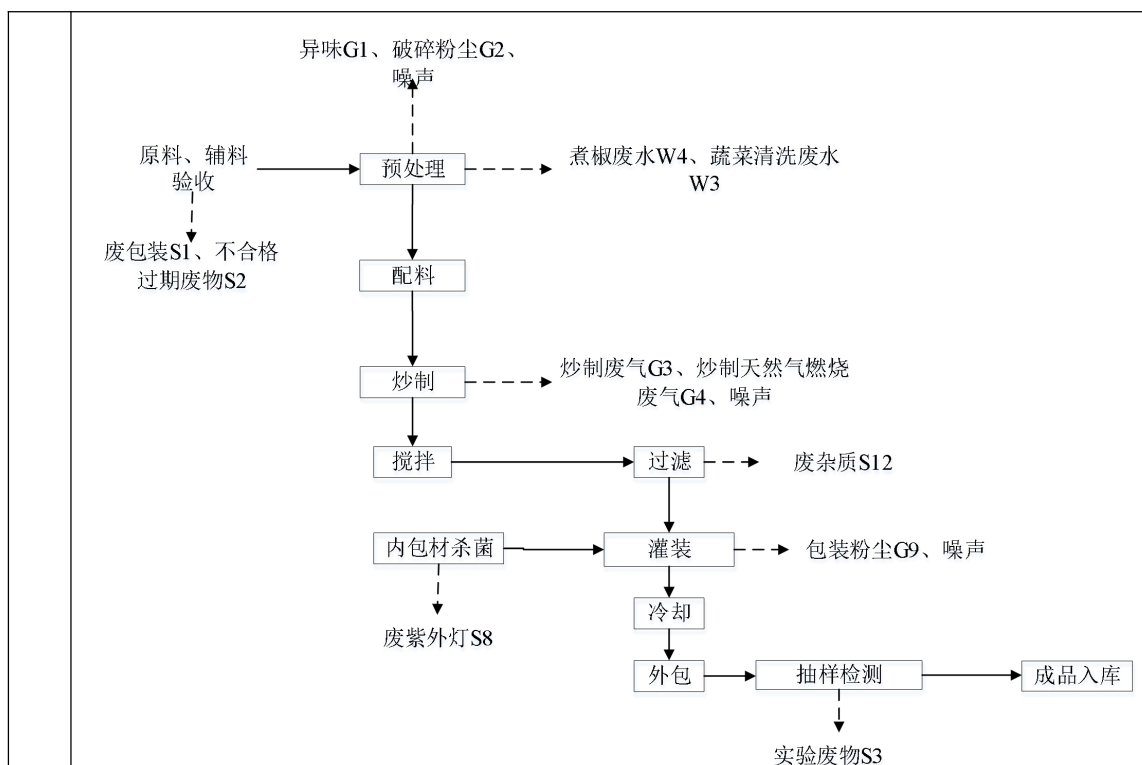 异味G1、破碎粉尘G2、
噪声
原料、辅料
验收
预处理
煮椒废水W4、蔬菜清洗废水
W3
废包装S1、不合格
过期废物S2
配料
炒制
炒制废气G3、炒制天然气燃烧
废气G4、噪声
搅拌
过滤
废杂质S12
内包材杀菌
灌装
包装粉尘G9、噪声
冷却
废紫外灯S8
外包
抽样检测
成品入库
实验废物S3